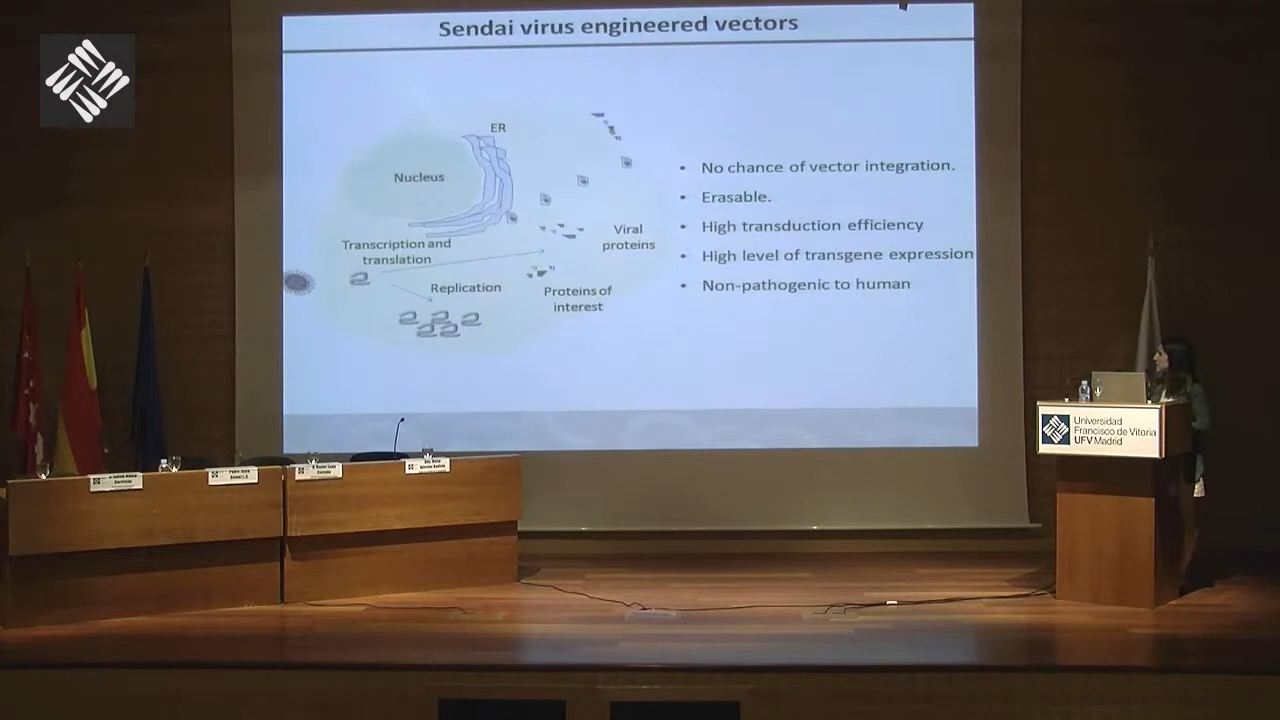 Sendai virus engineered vectors
ER
Nucleus
Transcription and
translation
Replication
Viral
proteins
Proteins of
interest
• No chance of vector integration.
• Erasable.
• High transduction efficiency
• High level of transgene expression
• Non-pathogenic to human
Universidad
Francisco de Vitoria
UFV Madrid